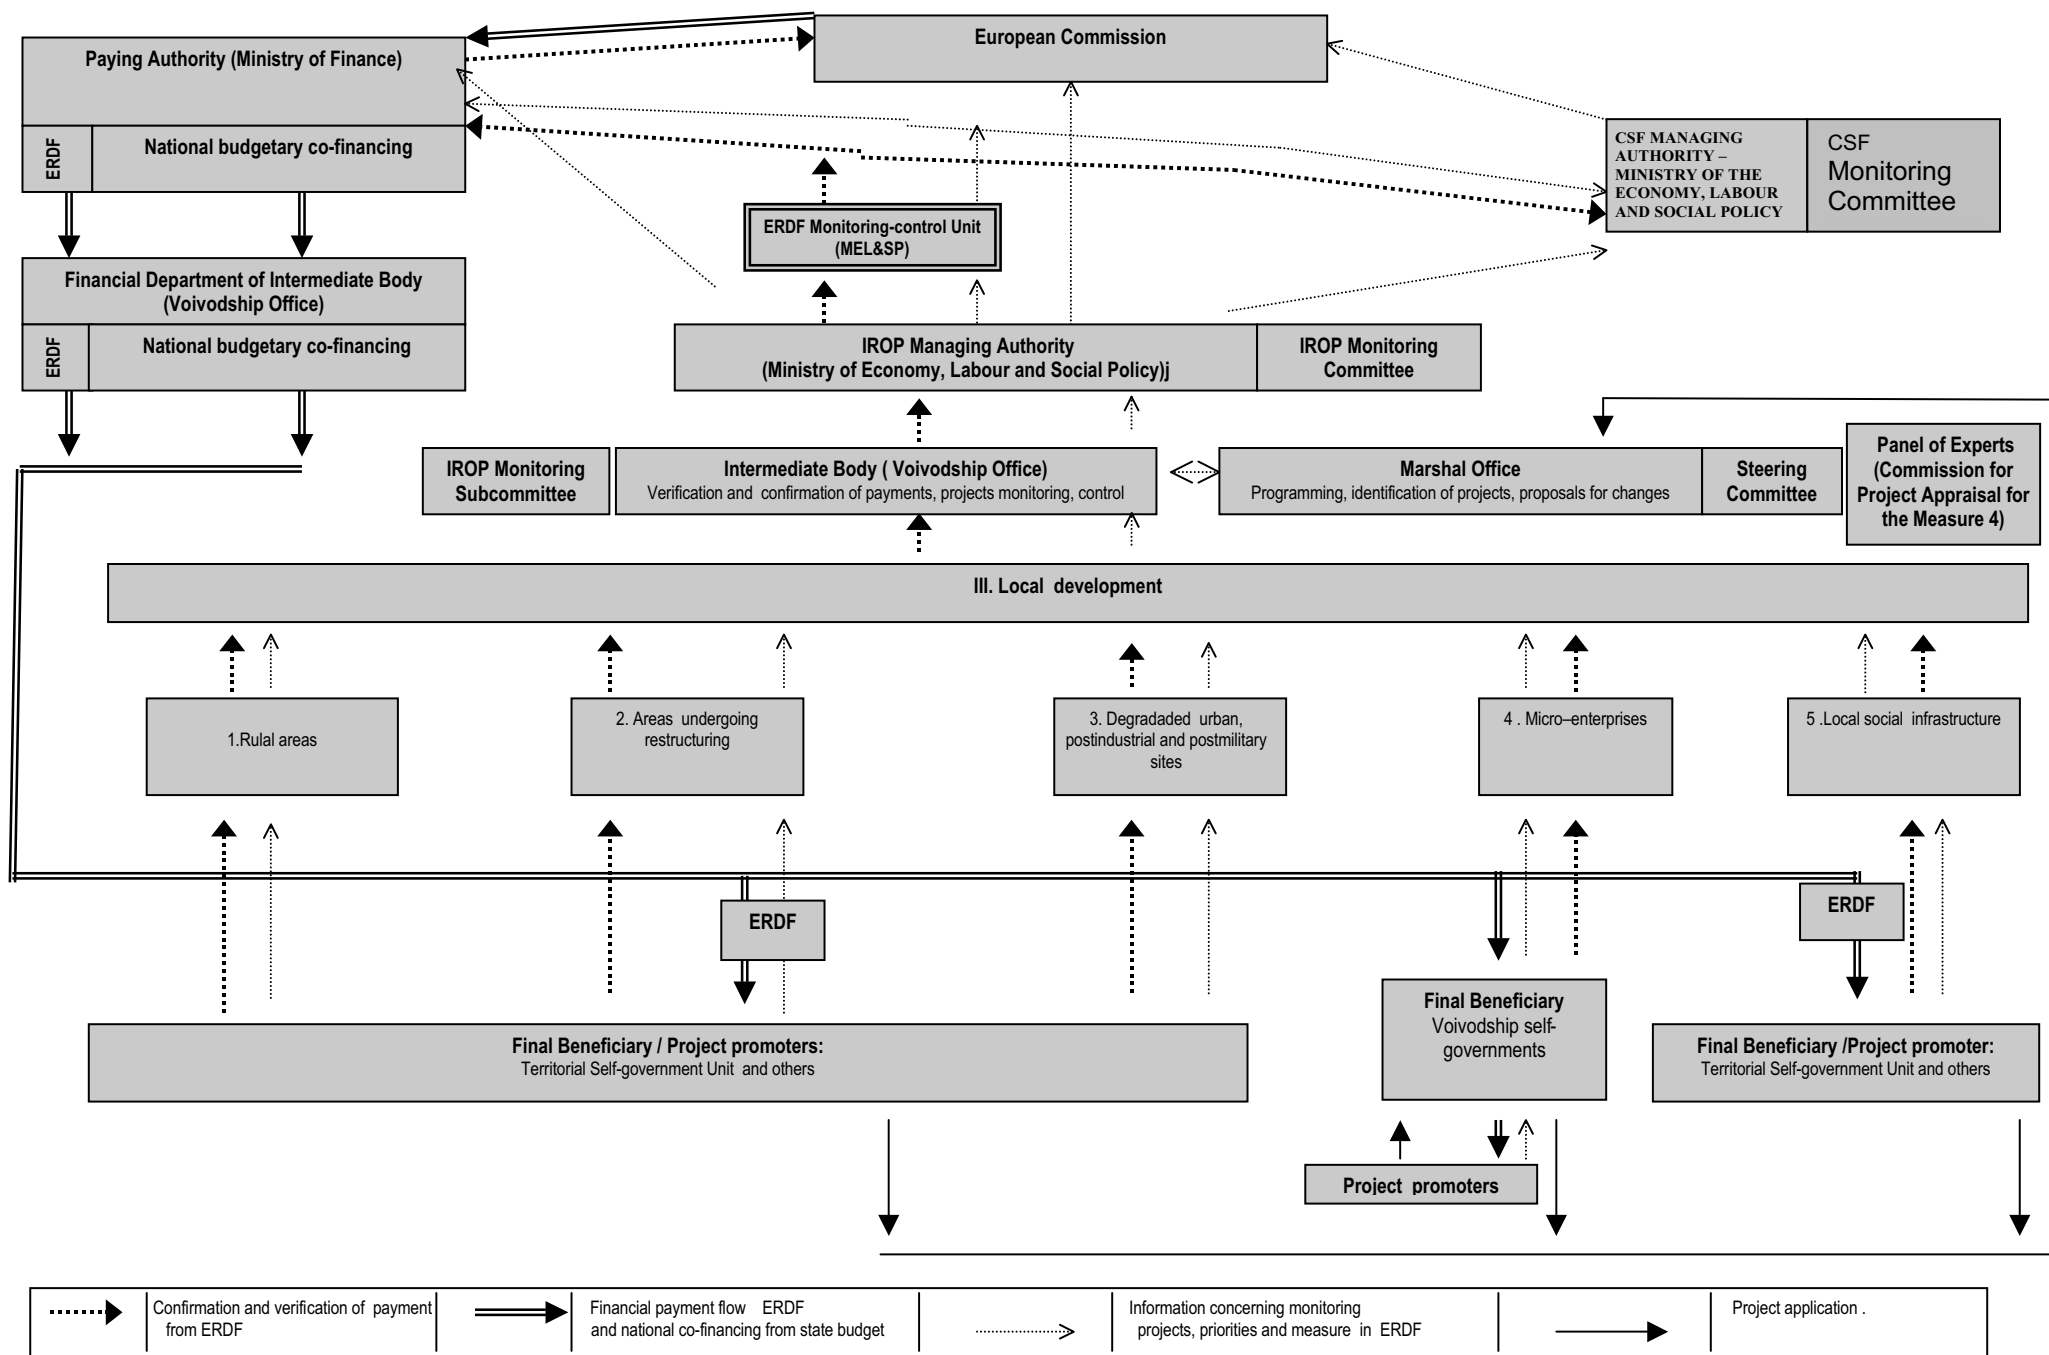 European Commission
Paying Authority (Ministry of Finance)
ERDF
National budgetary co-financing
CSF MANAGING
AUTHORITY –
MINISTRY OF THE
ECONOMY, LABOUR
AND SOCIAL POLICY
CSF
Monitoring
Committee
ERDF Monitoring-control Unit
(MEL&SP)
Financial Department of Intermediate Body
(Voivodship Office)
ERDF
National budgetary co-financing
IROP Managing Authority
(Ministry of Economy, Labour and Social Policy)j
IROP Monitoring
Committee
IROP Monitoring
Subcommittee
Intermediate Body ( Voivodship Office)
Verification and confirmation of payments, projects monitoring, control
Marshal Office
Programming, identification of projects, proposals for changes
Steering
Committee
Panel of Experts
(Commission for
Project Appraisal for
the Measure 4)
III. Local development
1.Rulal areas
2. Areas undergoing
restructuring
3. Degradaded urban,
postindustrial and postmilitary
sites
4 . Micro–enterprises
5 .Local social infrastructure
ERDF
ERDF
Final Beneficiary / Project promoters:
Territorial Self-government Unit and others
Final Beneficiary
Voivodship self-
governments
Final Beneficiary /Project promoter:
Territorial Self-government Unit and others
Project promoters
Confirmation and verification of payment
from ERDF
Financial payment flow ERDF
and national co-financing from state budget
Information concerning monitoring
projects, priorities and measure in ERDF
Project application .